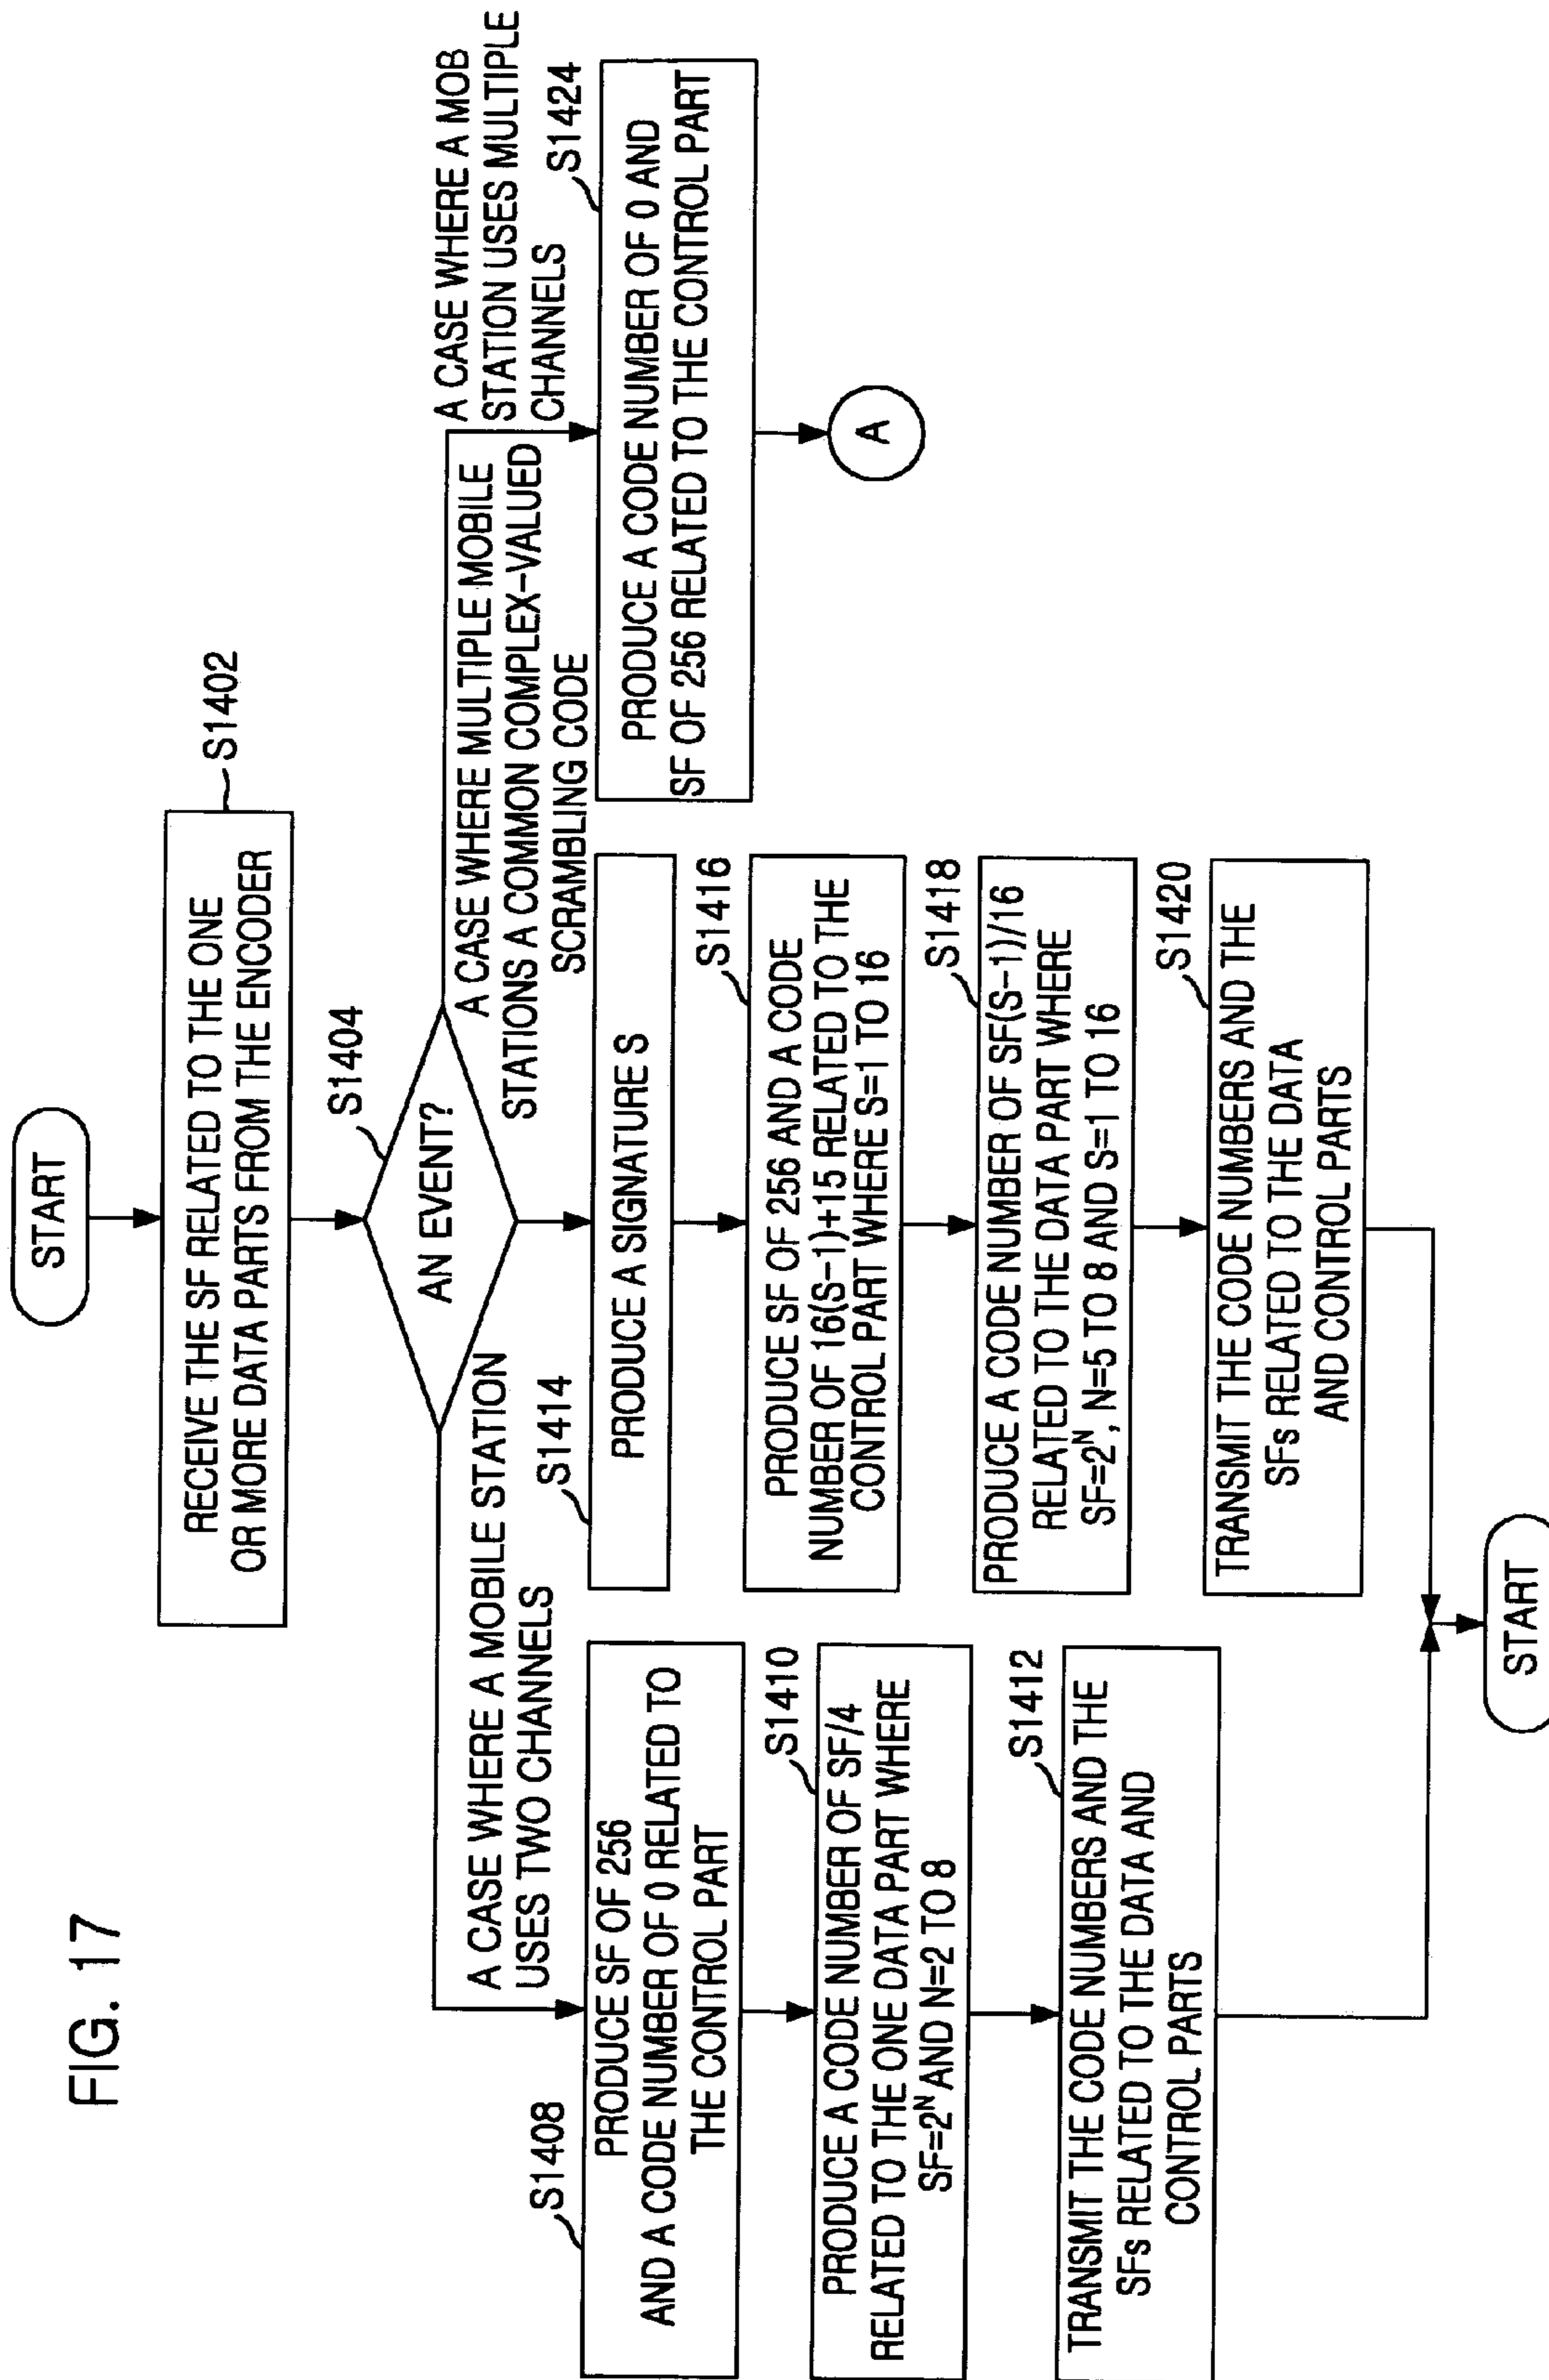 FIG. 17
START
S1402
RECEIVE THE SF RELATED TO THE ONE
OR MORE DATA PARTS FROM THE ENCODER
S1404
AN EVENT?
A CASE WHERE A MOBILE STATION
USES TWO CHANNELS
S1408
PRODUCE SF OF 256
AND A CODE NUMBER OF 0 RELATED TO
THE CONTROL PART
S1410
PRODUCE A CODE NUMBER OF SF/4
RELATED TO THE ONE DATA PART WHERE
SF=2^N AND N=2 TO 8
S1412
TRANSMIT THE CODE NUMBERS AND THE
SFs RELATED TO THE DATA AND
CONTROL PARTS
A CASE WHERE MULTIPLE MOBILE
STATIONS A COMMON COMPLEX-VALUED
SCRAMBLING CODE
S1414
PRODUCE A SIGNATURE S
S1416
PRODUCE SF OF 256 AND A CODE
NUMBER OF 16(S-1)+15 RELATED TO THE
CONTROL PART WHERE S=1 TO 16
S1418
PRODUCE A CODE NUMBER OF SF(S-1)/16
RELATED TO THE DATA PART WHERE
SF=2^N, N=5 TO 8 AND S=1 TO 16
S1420
TRANSMIT THE CODE NUMBERS AND THE
SFs RELATED TO THE DATA
AND CONTROL PARTS
A CASE WHERE A MOB
STATION USES MULTIPLE
CHANNELS
S1424
PRODUCE A CODE NUMBER OF 0 AND
SF OF 256 RELATED TO THE CONTROL PART
A
START